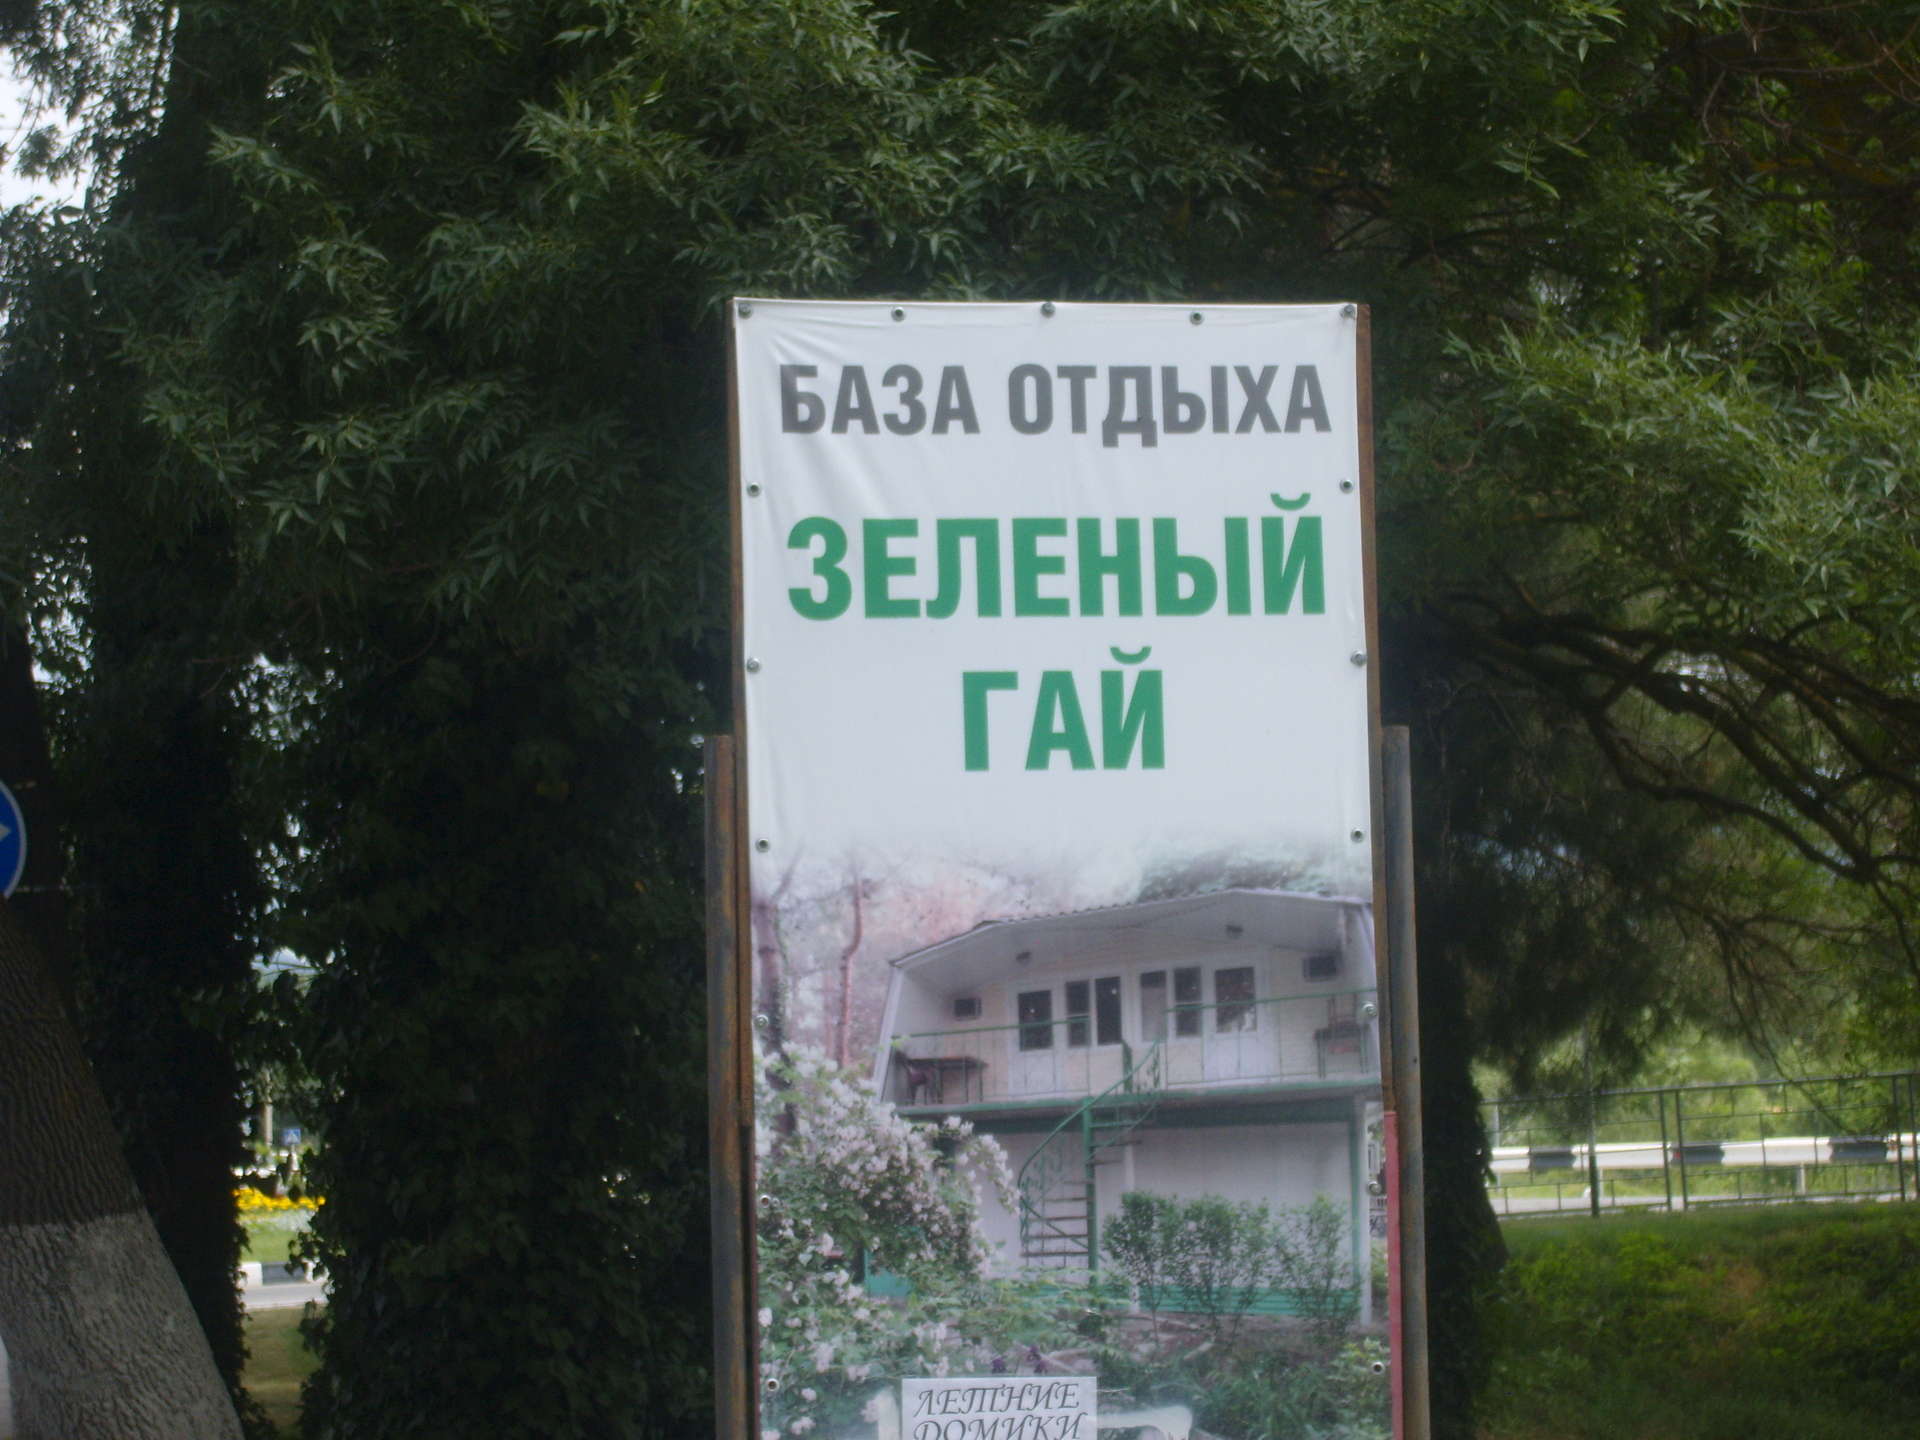 БАЗА ОТДЫХА
ЗЕЛЕНЫЙ
ГАЙ
ЛЕТНИЕ
ДОМИКИ